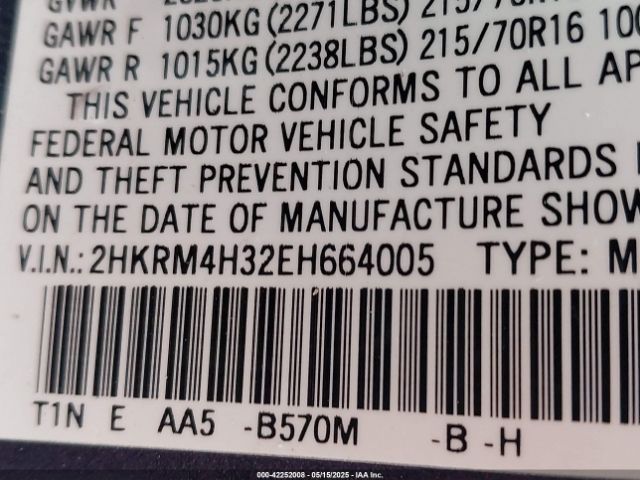 GVWR
GAWR F 1030KG (2271LBS) 215/70R16
GAWR R 1015KG (2238LBS) 215/70R16 100
THIS VEHICLE CONFORMS TO ALL
FEDERAL MOTOR VEHICLE SAFETY
AND THEFT PREVENTION STANDARDS
ON THE DATE OF MANUFACTURE SHOW
V.I.N.: 2HKRM4H32EH664005 TYPE: M
T1N E AA5 -B570M -B -H
000-42252008 - 05/15/2025 - IAA Inc.